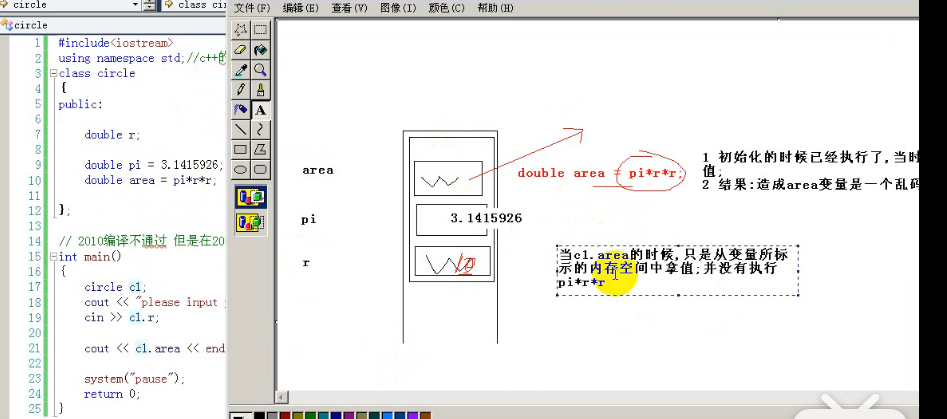 circle
class cir
circle
1 #include<iostream>
2 using namespace std;//c++的
3 class circle
4 {
5 public:
6
7 double r;
8
9 double pi = 3.1415926;
10 double area = pi*r*r;
11
12 };
13
14 // 2010编译不通过 但是在20
15 int main()
16 {
17 circle c1;
18 cout << "please input
19 cin >> c1.r;
20
21 cout << c1.area << end
22
23 system("pause");
24 return 0;
25 }
文件(F) 编辑(E) 查看(V) 图像(I) 颜色(C) 帮助(H)
A
area
pi
r
3.1415926
10
double area = pi*r*r;
1 初始化的时候已经执行了,当时
值;
2 结果:造成area变量是一个乱码
当c1.area的时候,只是从变量所标
示的内存空间中拿值;并没有执行
pi*r*r